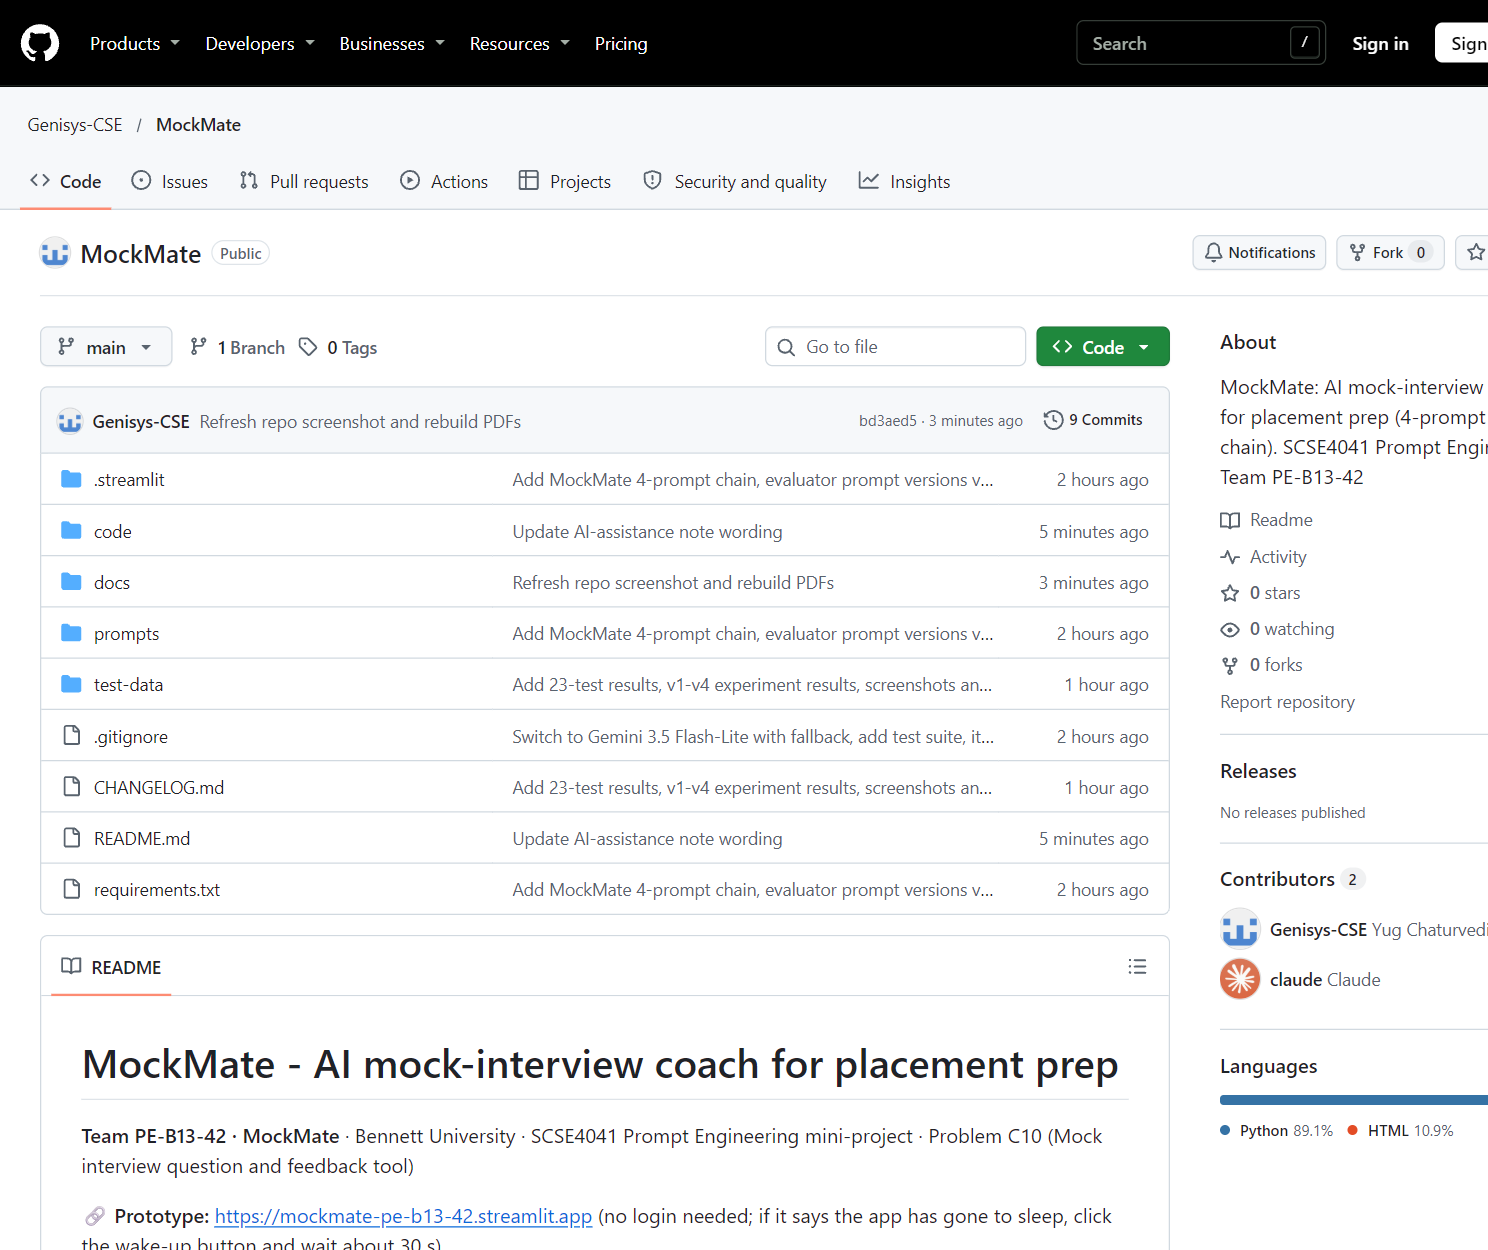 Products Developers Businesses Resources Pricing Search / Sign in Sign
Genisys-CSE / MockMate
Code Issues Pull requests Actions Projects Security and quality Insights
MockMate Public Notifications Fork 0
main 1 Branch 0 Tags Go to file Code
Genisys-CSE Refresh repo screenshot and rebuild PDFs bd3aed5 · 3 minutes ago 9 Commits
.streamlit Add MockMate 4-prompt chain, evaluator prompt versions v... 2 hours ago
code Update AI-assistance note wording 5 minutes ago
docs Refresh repo screenshot and rebuild PDFs 3 minutes ago
prompts Add MockMate 4-prompt chain, evaluator prompt versions v... 2 hours ago
test-data Add 23-test results, v1-v4 experiment results, screenshots an... 1 hour ago
.gitignore Switch to Gemini 3.5 Flash-Lite with fallback, add test suite, it... 2 hours ago
CHANGELOG.md Add 23-test results, v1-v4 experiment results, screenshots an... 1 hour ago
README.md Update AI-assistance note wording 5 minutes ago
requirements.txt Add MockMate 4-prompt chain, evaluator prompt versions v... 2 hours ago
README
MockMate - AI mock-interview coach for placement prep
Team PE-B13-42 · MockMate · Bennett University · SCSE4041 Prompt Engineering mini-project · Problem C10 (Mock
interview question and feedback tool)
Prototype: https://mockmate-pe-b13-42.streamlit.app (no login needed; if it says the app has gone to sleep, click
the wake-up button and wait about 30 s)
About
MockMate: AI mock-interview
for placement prep (4-prompt
chain). SCSE4041 Prompt Engi
Team PE-B13-42
Readme
Activity
0 stars
0 watching
0 forks
Report repository
Releases
No releases published
Contributors 2
Genisys-CSE Yug Chaturvedi
claude Claude
Languages
Python 89.1% HTML 10.9%